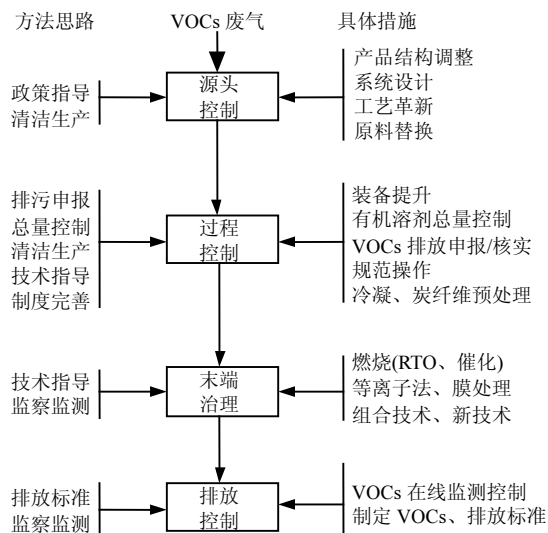 方法思路
VOCs 废气
具体措施
政策指导
清洁生产
源头
控制
产品结构调整
系统设计
工艺革新
原料替换
排污申报
总量控制
清洁生产
技术指导
制度完善
过程
控制
装备提升
有机溶剂总量控制
VOCs 排放申报/核实
规范操作
冷凝、炭纤维预处理
技术指导
监察监测
末端
治理
燃烧(RTO、催化)
等离子法、膜处理
组合技术、新技术
排放标准
监察监测
排放
控制
VOCs 在线监测控制
制定 VOCs、排放标准